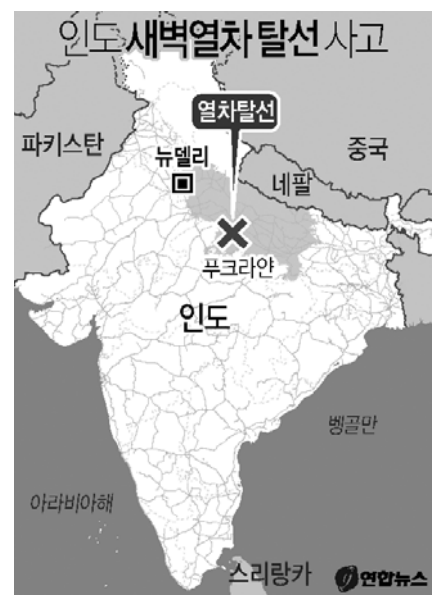 인도 새벽열차 탈선 사고
열차탈선
파키스탄
중국
뉴델리
네팔
푸크라얀
인도
벵골만
아라비아해
스리랑카
연합뉴스